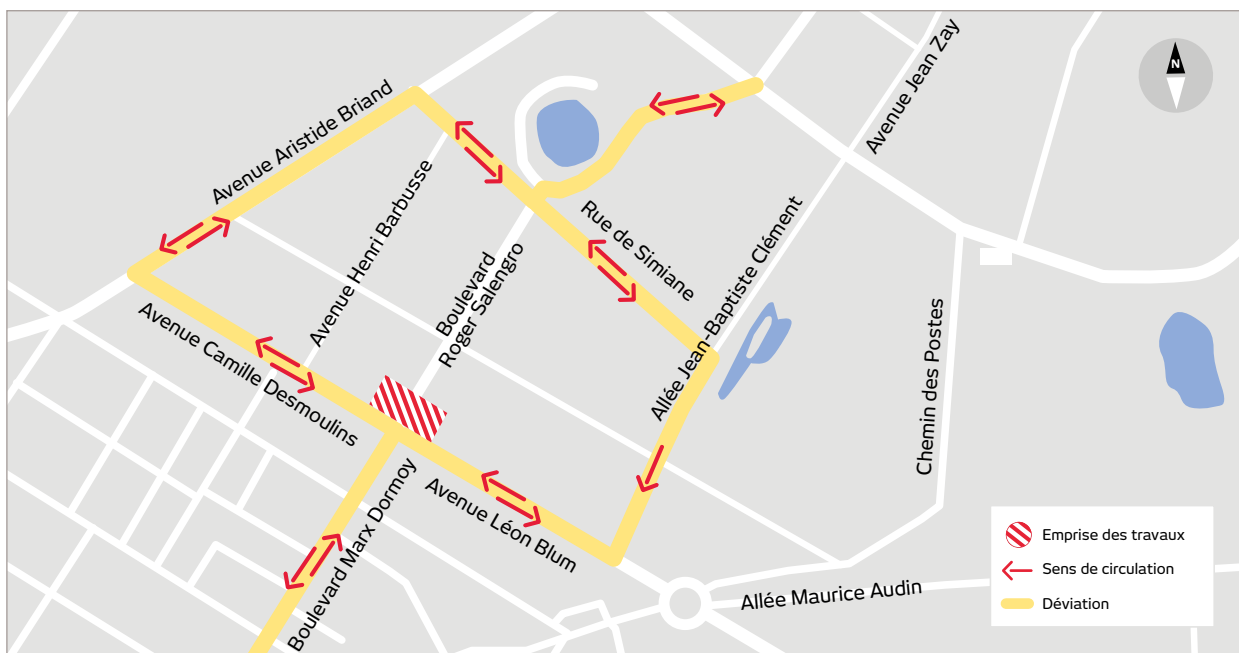 N
Avenue Jean Zay
Avenue Aristide Briand
Avenue Henri Barbusse
Rue de Simiane
Boulevard
Roger Salengro
Allée Jean-Baptiste Clément
Avenue Camille Desmoulins
Chemin des Postes
Avenue Léon Blum
Boulevard Marx Dormoy
Allée Maurice Audin
Emprise des travaux
Sens de circulation
Déviation